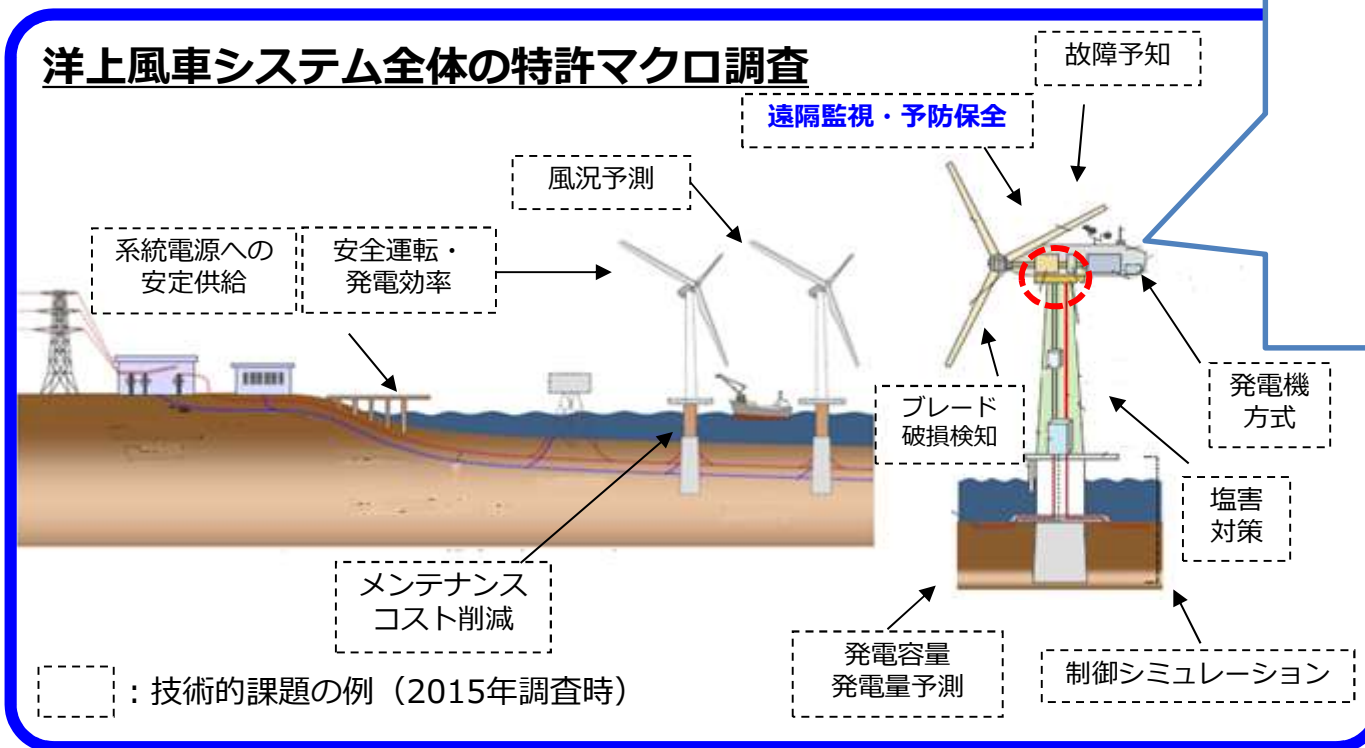 洋上風車システム全体の特許マクロ調査
故障予知
遠隔監視・予防保全
風況予測
系統電源への
安定供給
安全運転・
発電効率
ブレード
破損検知
発電機
方式
塩害
対策
メンテナンス
コスト削減
発電容量
発電量予測
制御シミュレーション
：技術的課題の例（2015年調査時）